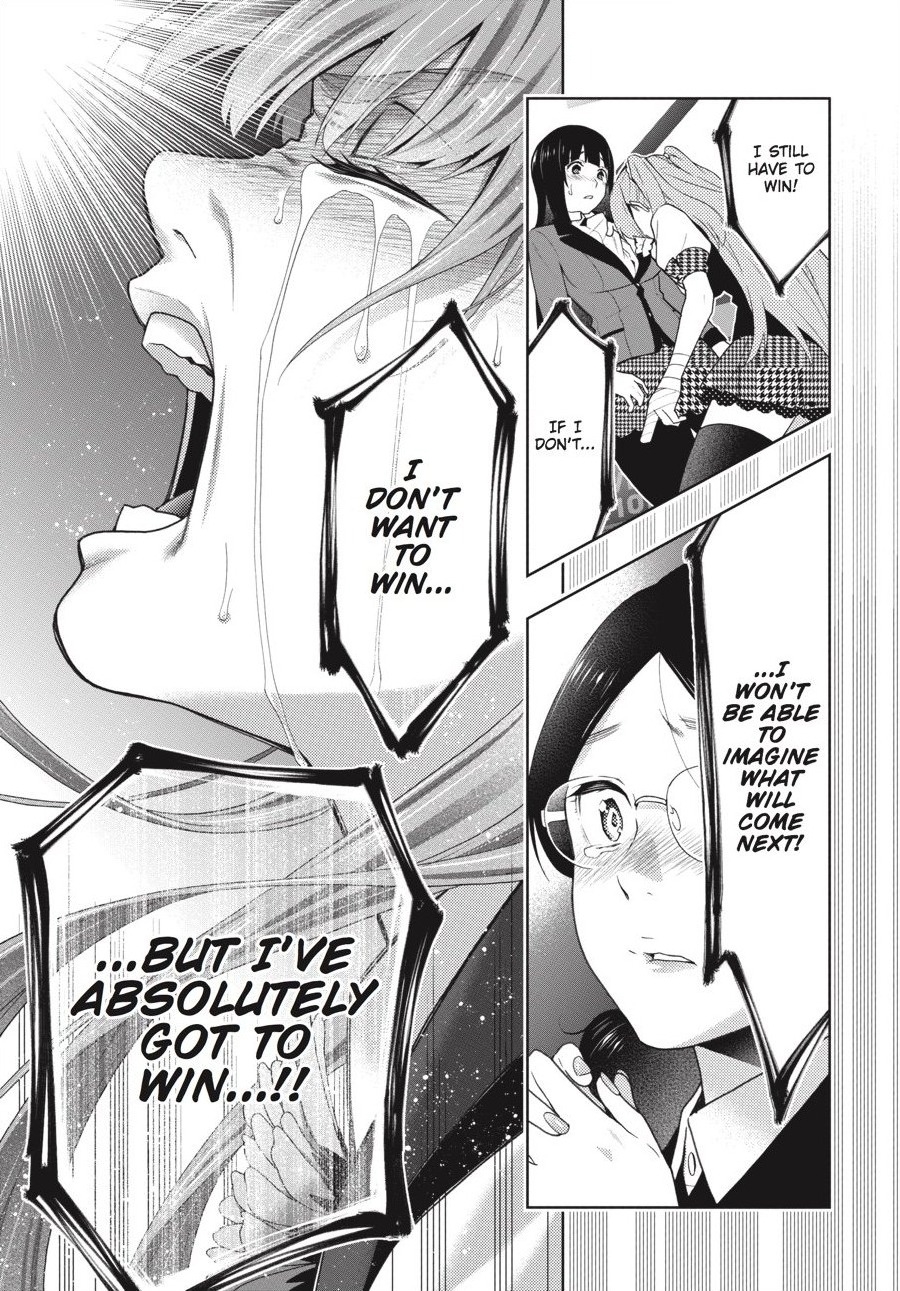 I STILL
HAVE TO
WIN!
IF I
DON'T...
...I
WON'T
BE ABLE
TO
IMAGINE
WHAT
WILL
COME
NEXT!
I
DON'T
WANT
TO
WIN...
...BUT I'VE
ABSOLUTELY
GOT TO
WIN...!!